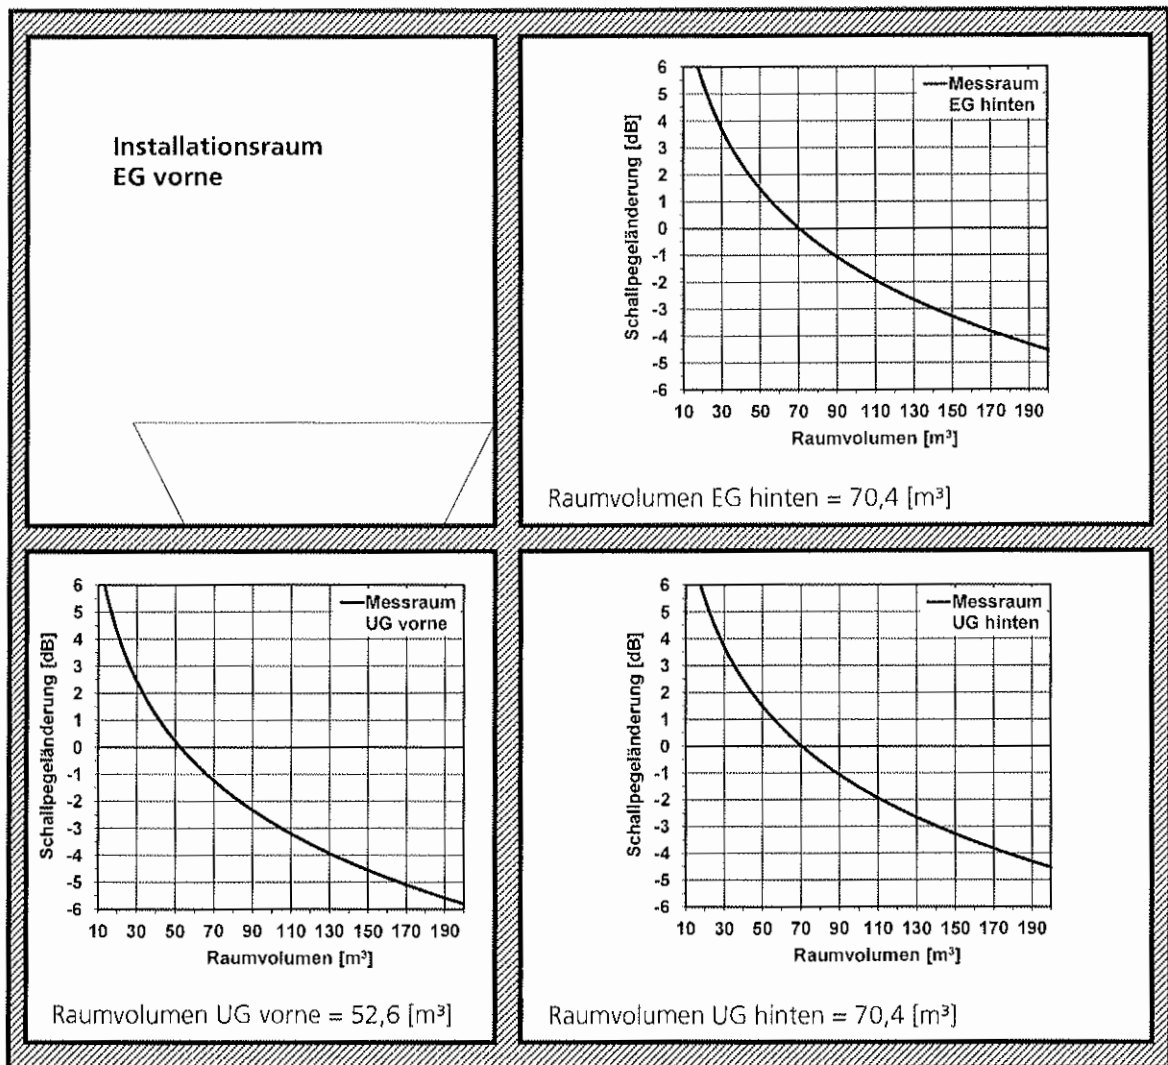 Installationsraum
EG vorne
6
5
4
3
2
1
0
-1
-2
-3
-4
-5
-6
Schallpegeländerung [dB]
Messraum
EG hinten
10 30 50 70 90 110 130 150 170 190
Raumvolumen [m³]
Raumvolumen EG hinten = 70,4 [m³]
6
5
4
3
2
1
0
-1
-2
-3
-4
-5
-6
Schallpegeländerung [dB]
Messraum
UG vorne
10 30 50 70 90 110 130 150 170 190
Raumvolumen [m³]
Raumvolumen UG vorne = 52,6 [m³]
6
5
4
3
2
1
0
-1
-2
-3
-4
-5
-6
Schallpegeländerung [dB]
Messraum
UG hinten
10 30 50 70 90 110 130 150 170 190
Raumvolumen [m³]
Raumvolumen UG hinten = 70,4 [m³]